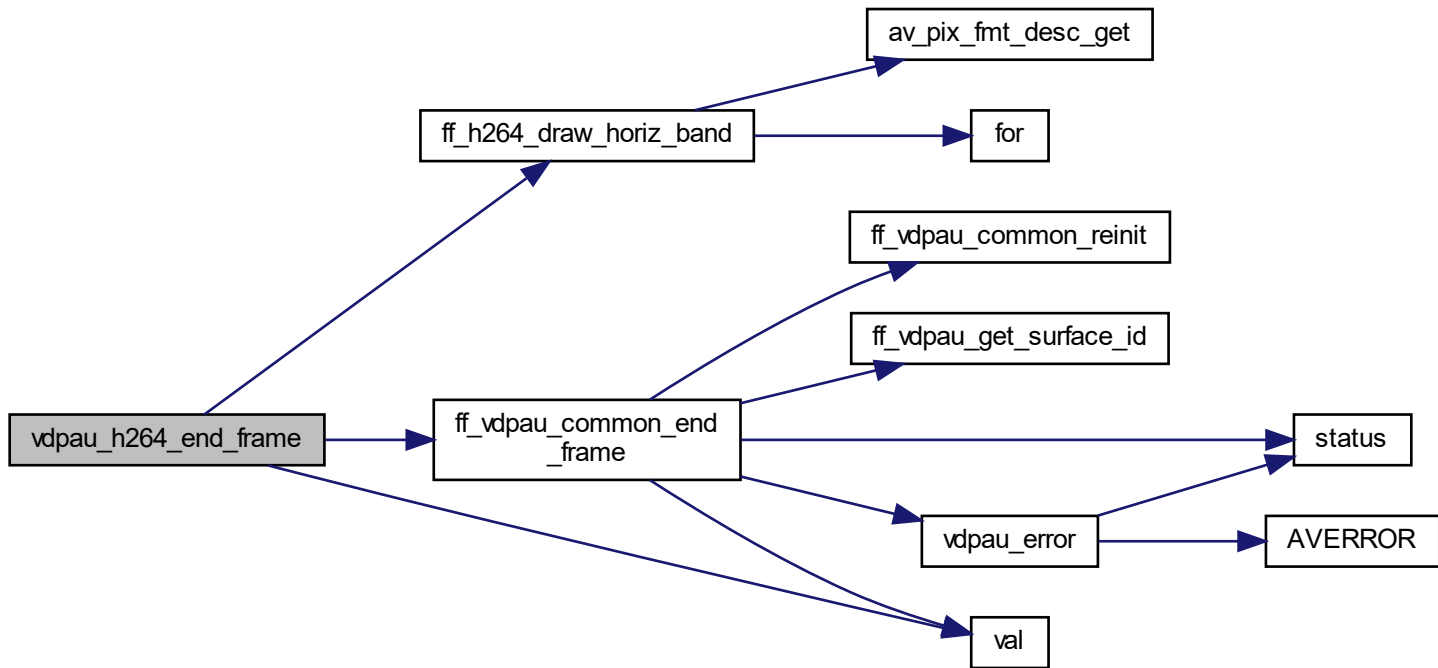 av_pix_fmt_desc_get
ff_h264_draw_horiz_band
for
ff_vdpau_common_reinit
ff_vdpau_get_surface_id
vdpau_h264_end_frame
ff_vdpau_common_end
_frame
status
vdpau_error
AVERROR
val